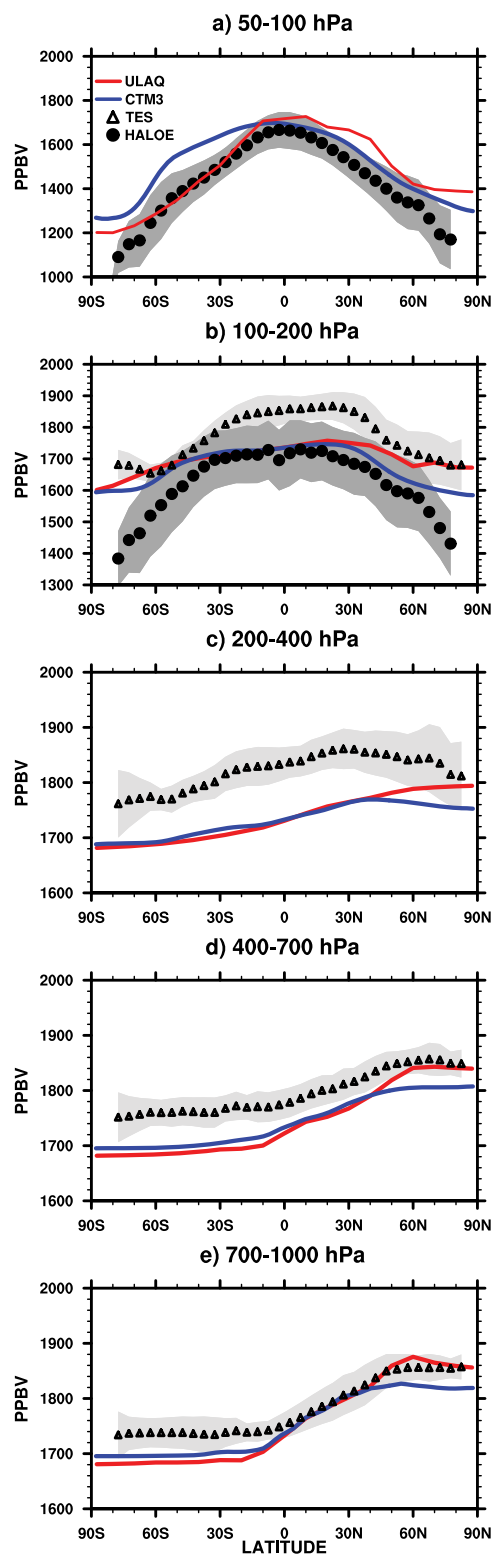 a) 50-100 hPa
2000
1800
1600
1400
1200
1000
PPBV
ULAQ
CTM3
TES
HALOE
90S 60S 30S 0 30N 60N 90N
b) 100-200 hPa
2000
1900
1800
1700
1600
1500
1400
1300
PPBV
90S 60S 30S 0 30N 60N 90N
c) 200-400 hPa
2000
1900
1800
1700
1600
PPBV
90S 60S 30S 0 30N 60N 90N
d) 400-700 hPa
2000
1900
1800
1700
1600
PPBV
90S 60S 30S 0 30N 60N 90N
e) 700-1000 hPa
2000
1900
1800
1700
1600
PPBV
90S 60S 30S 0 30N 60N 90N
LATITUDE